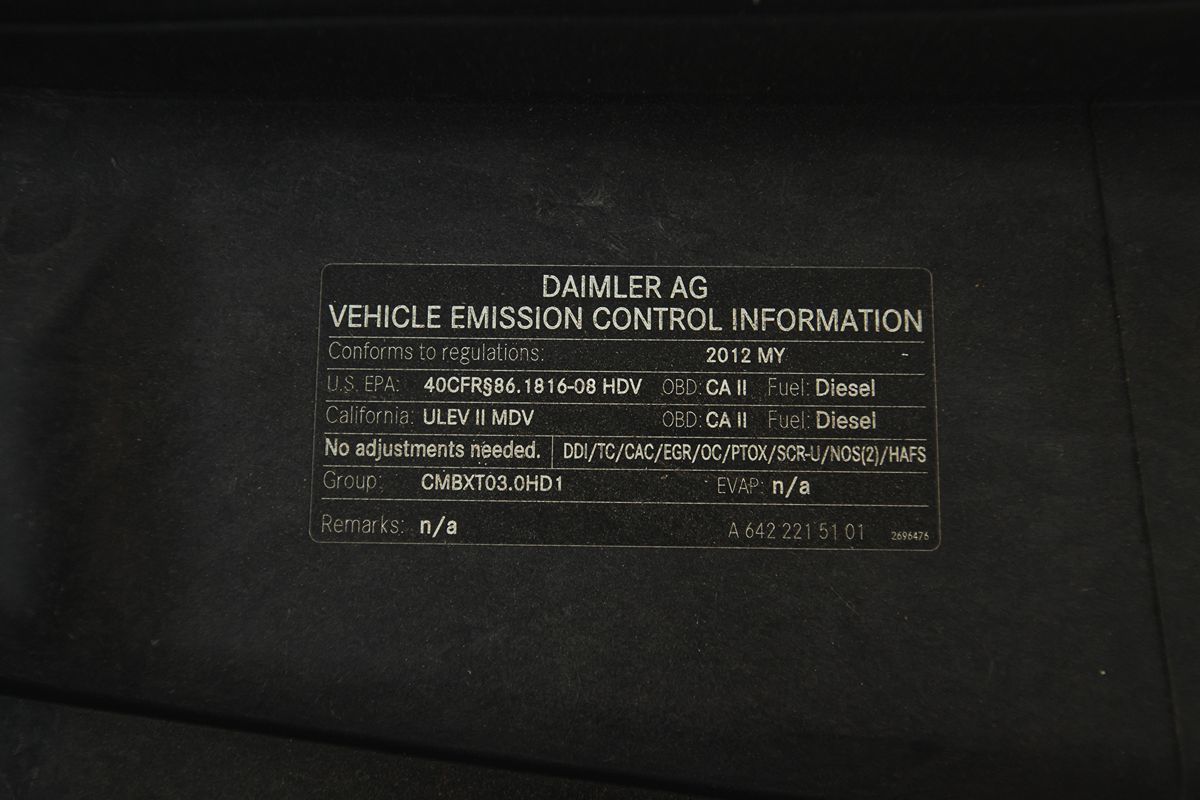 DAIMLER AG
VEHICLE EMISSION CONTROL INFORMATION
Conforms to regulations: 2012 MY -
U.S. EPA: 40CFR§86.1816-08 HDV OBD: CA II Fuel: Diesel
California: ULEV II MDV OBD: CA II Fuel: Diesel
No adjustments needed. DDI/TC/CAC/EGR/OC/PTOX/SCR-U/NOS(2)/HAFS
Group: CMBXT03.0HD1 EVAP: n/a
Remarks: n/a A 642 221 51 01 2696476